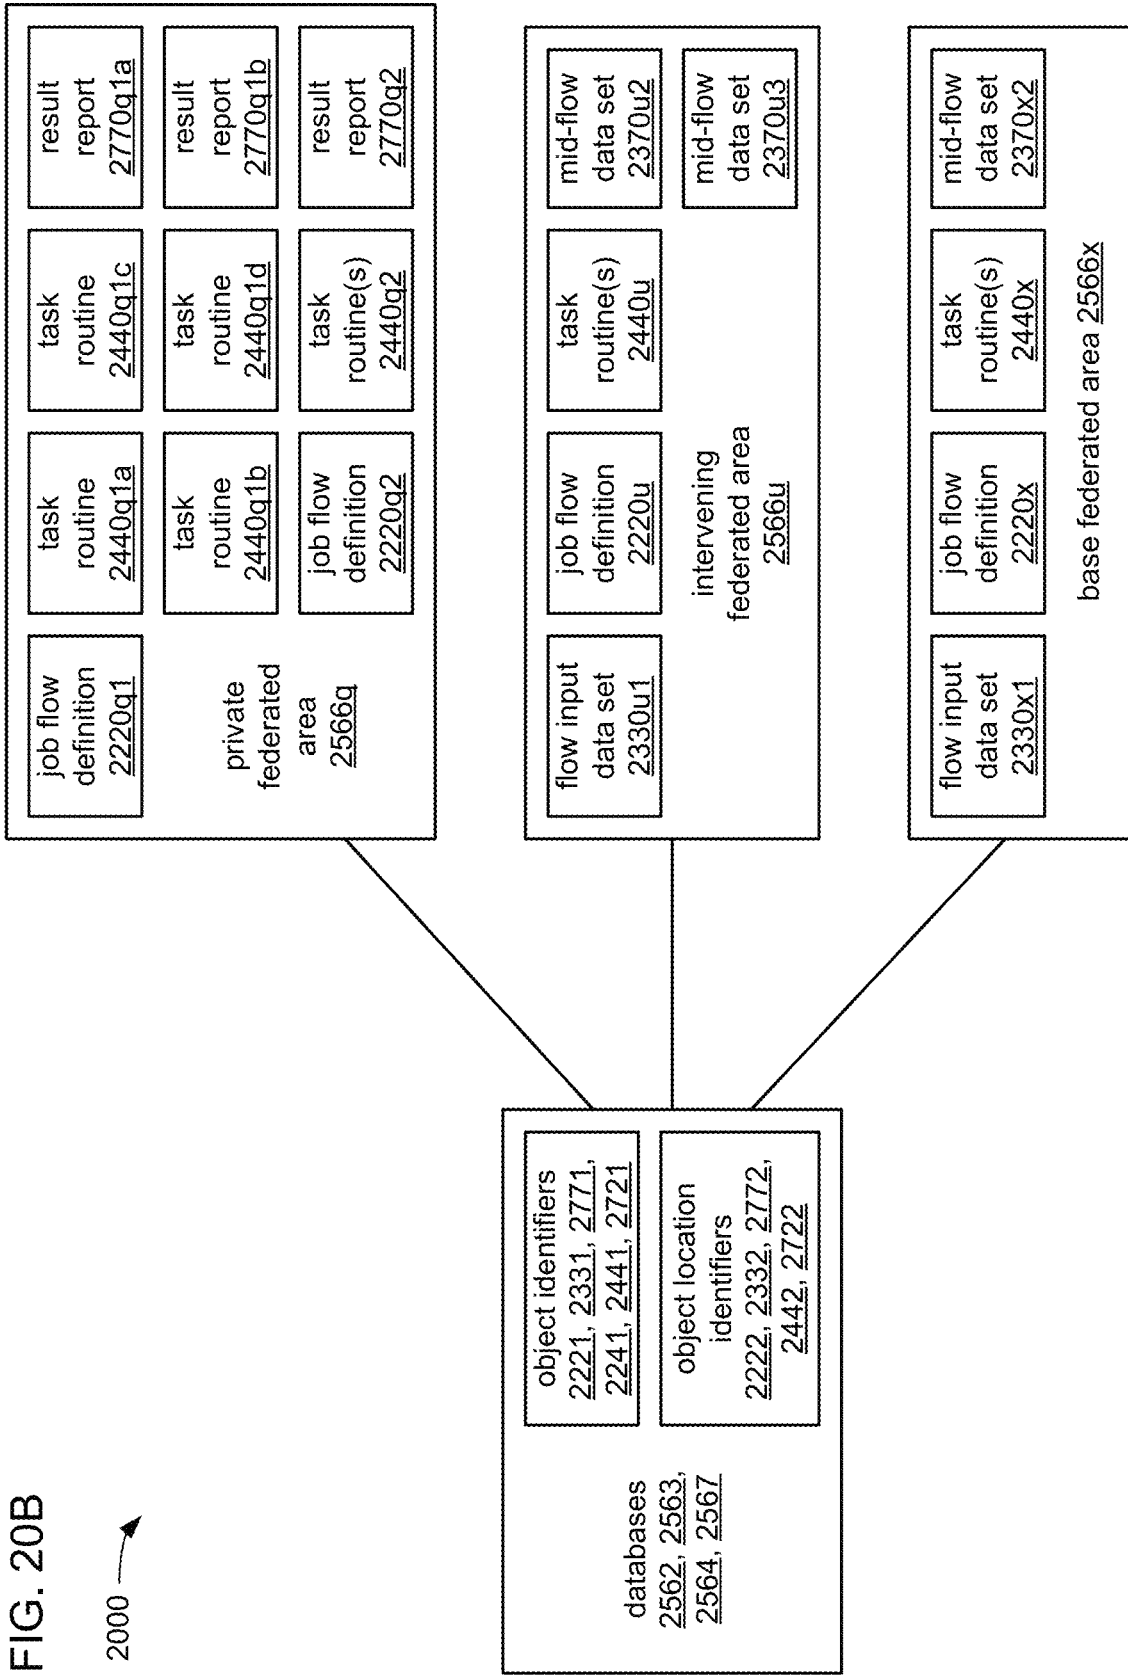 FIG. 20B
2000
databases
2562, 2563,
2564, 2567
object identifiers
2221, 2331, 2771,
2241, 2441, 2721
object location
identifiers
2222, 2332, 2772,
2442, 2722
job flow
definition
2220q1
task
routine
2440q1a
task
routine
2440q1c
result
report
2770q1a
private
federated
area
2566q
task
routine
2440q1b
task
routine
2440q1d
result
report
2770q1b
job flow
definition
2220q2
task
routine(s)
2440q2
result
report
2770q2
flow input
data set
2330u1
job flow
definition
2220u
task
routine(s)
2440u
mid-flow
data set
2370u2
intervening
federated area
2566u
mid-flow
data set
2370u3
flow input
data set
2330x1
job flow
definition
2220x
task
routine(s)
2440x
mid-flow
data set
2370x2
base federated area 2566x